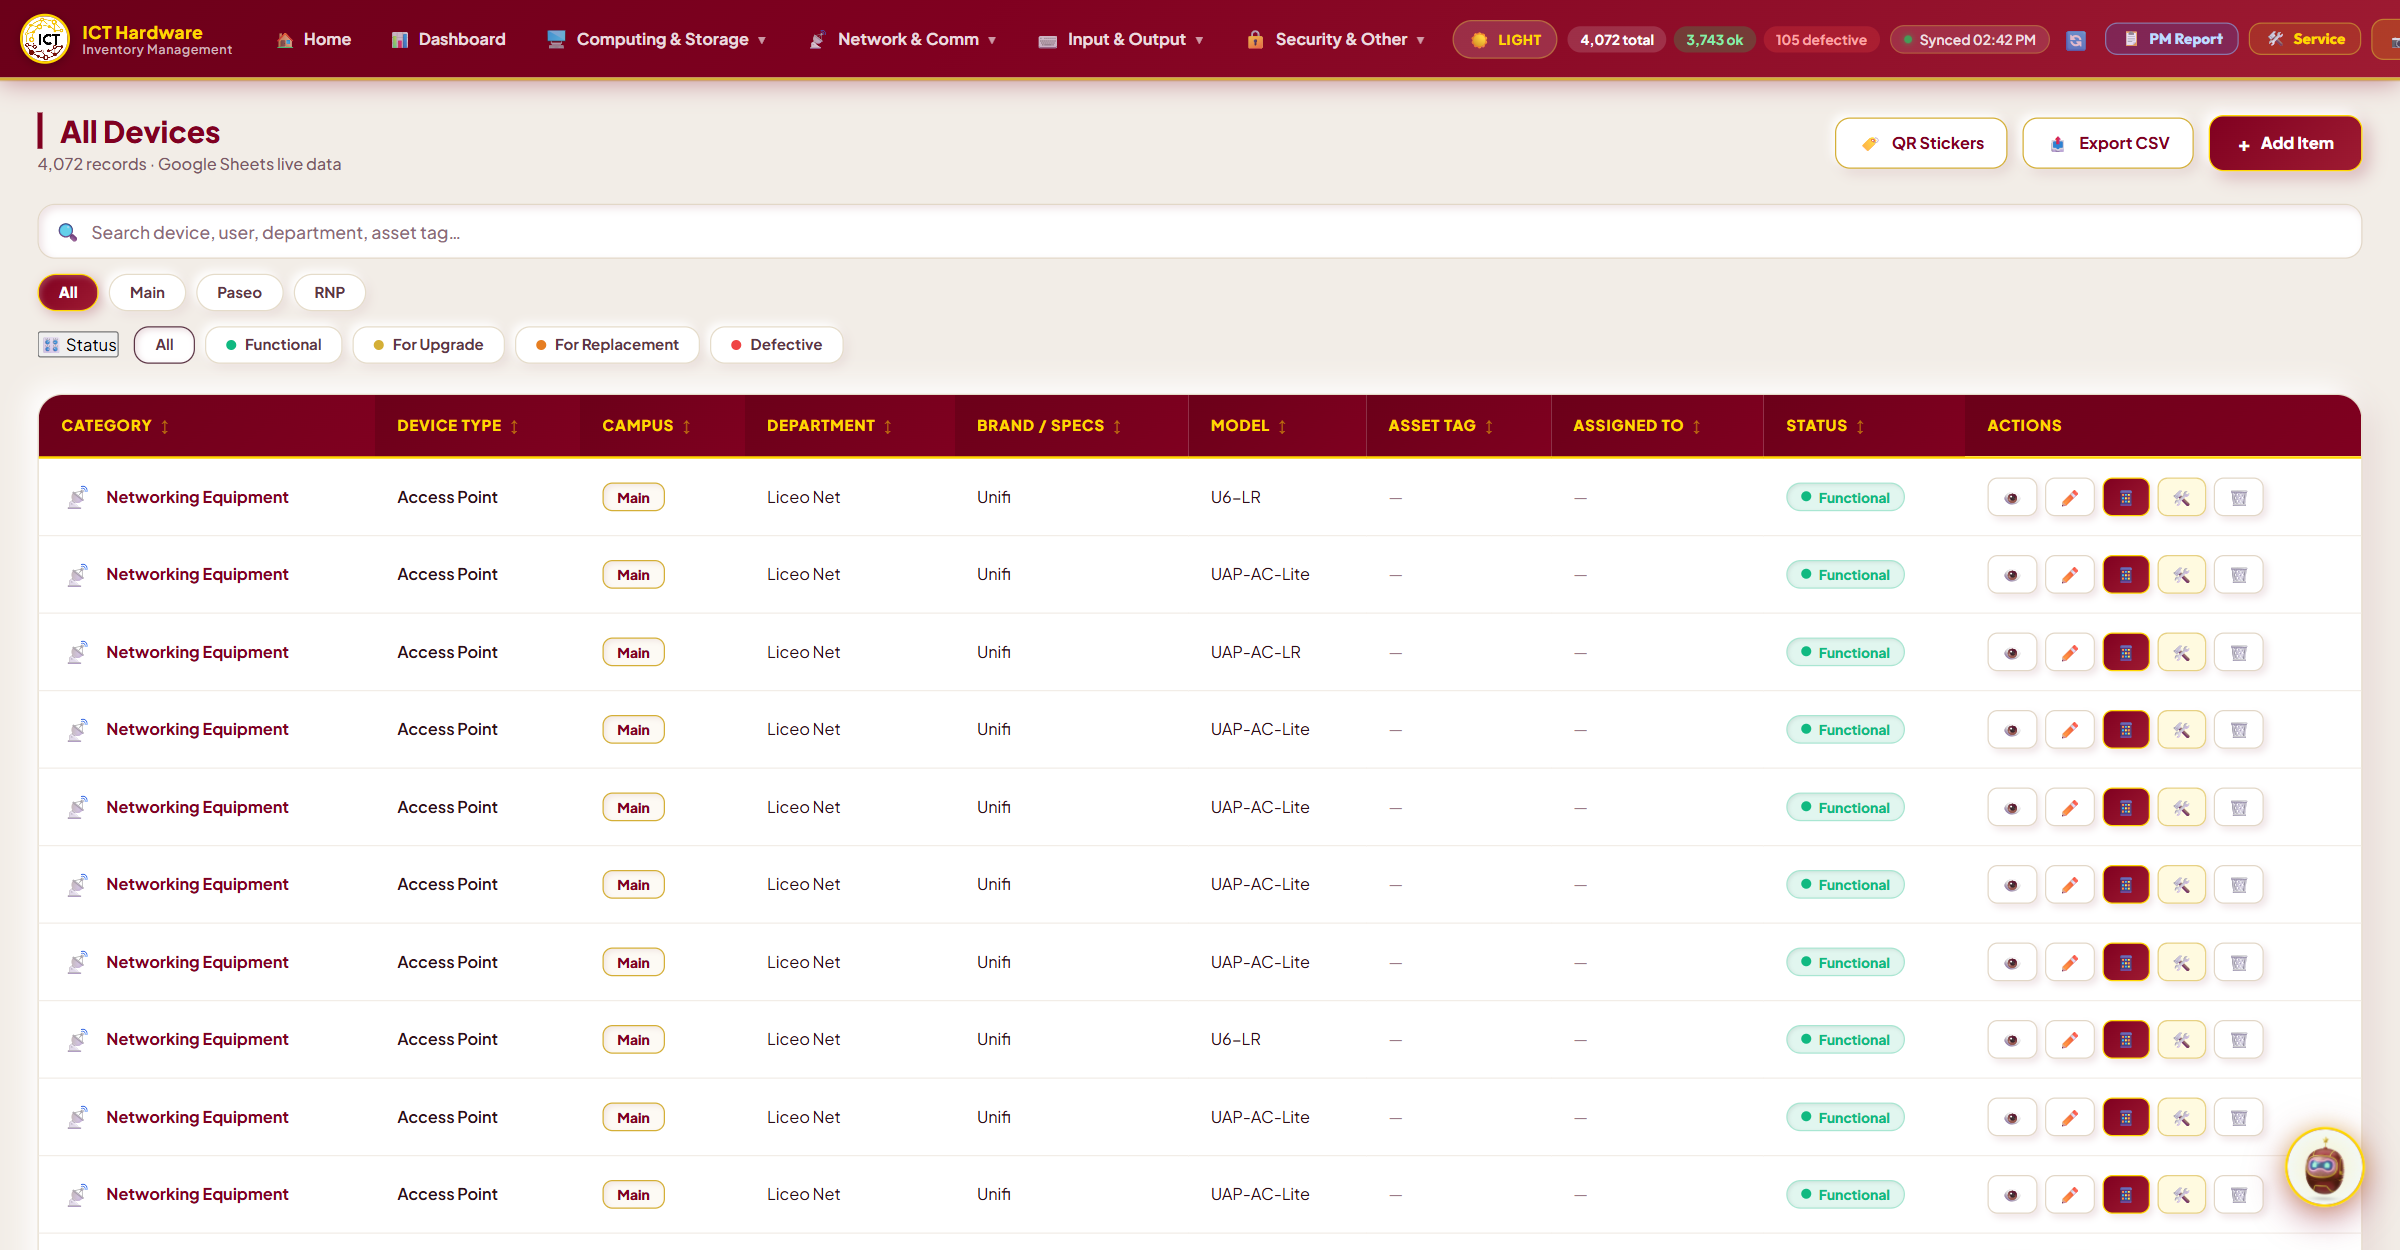 ICT Hardware
Inventory Management
ICT
Home
Dashboard
Computing & Storage ▾
Network & Comm ▾
Input & Output ▾
Security & Other ▾
LIGHT
4,072 total
3,743 ok
105 defective
Synced 02:42 PM
PM Report
Service
All Devices
4,072 records · Google Sheets live data
QR Stickers
Export CSV
+ Add Item
Search device, user, department, asset tag...
All Main Paseo RNP
Status All Functional For Upgrade For Replacement Defective
CATEGORY ↕ DEVICE TYPE ↕ CAMPUS ↕ DEPARTMENT ↕ BRAND / SPECS ↕ MODEL ↕ ASSET TAG ↕ ASSIGNED TO ↕ STATUS ↕ ACTIONS
Networking Equipment Access Point Main Liceo Net Unifi U6-LR — — Functional
Networking Equipment Access Point Main Liceo Net Unifi UAP-AC-Lite — — Functional
Networking Equipment Access Point Main Liceo Net Unifi UAP-AC-LR — — Functional
Networking Equipment Access Point Main Liceo Net Unifi UAP-AC-Lite — — Functional
Networking Equipment Access Point Main Liceo Net Unifi UAP-AC-Lite — — Functional
Networking Equipment Access Point Main Liceo Net Unifi UAP-AC-Lite — — Functional
Networking Equipment Access Point Main Liceo Net Unifi UAP-AC-Lite — — Functional
Networking Equipment Access Point Main Liceo Net Unifi U6-LR — — Functional
Networking Equipment Access Point Main Liceo Net Unifi UAP-AC-Lite — — Functional
Networking Equipment Access Point Main Liceo Net Unifi UAP-AC-Lite — — Functional